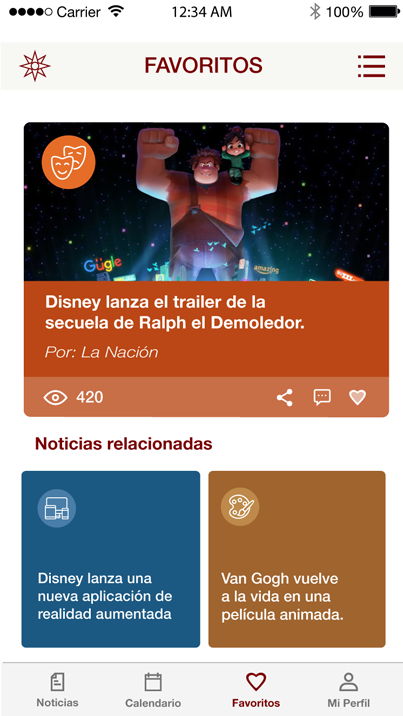 Carrier 12:34 AM 100%
FAVORITOS
Gügle
amazing
Disney lanza el trailer de la
secuela de Ralph el Demoledor.
Por: La Nación
420
Noticias relacionadas
Disney lanza una
nueva aplicación de
realidad aumentada
Van Gogh vuelve
a la vida en una
película animada.
Noticias Calendario Favoritos Mi Perfil